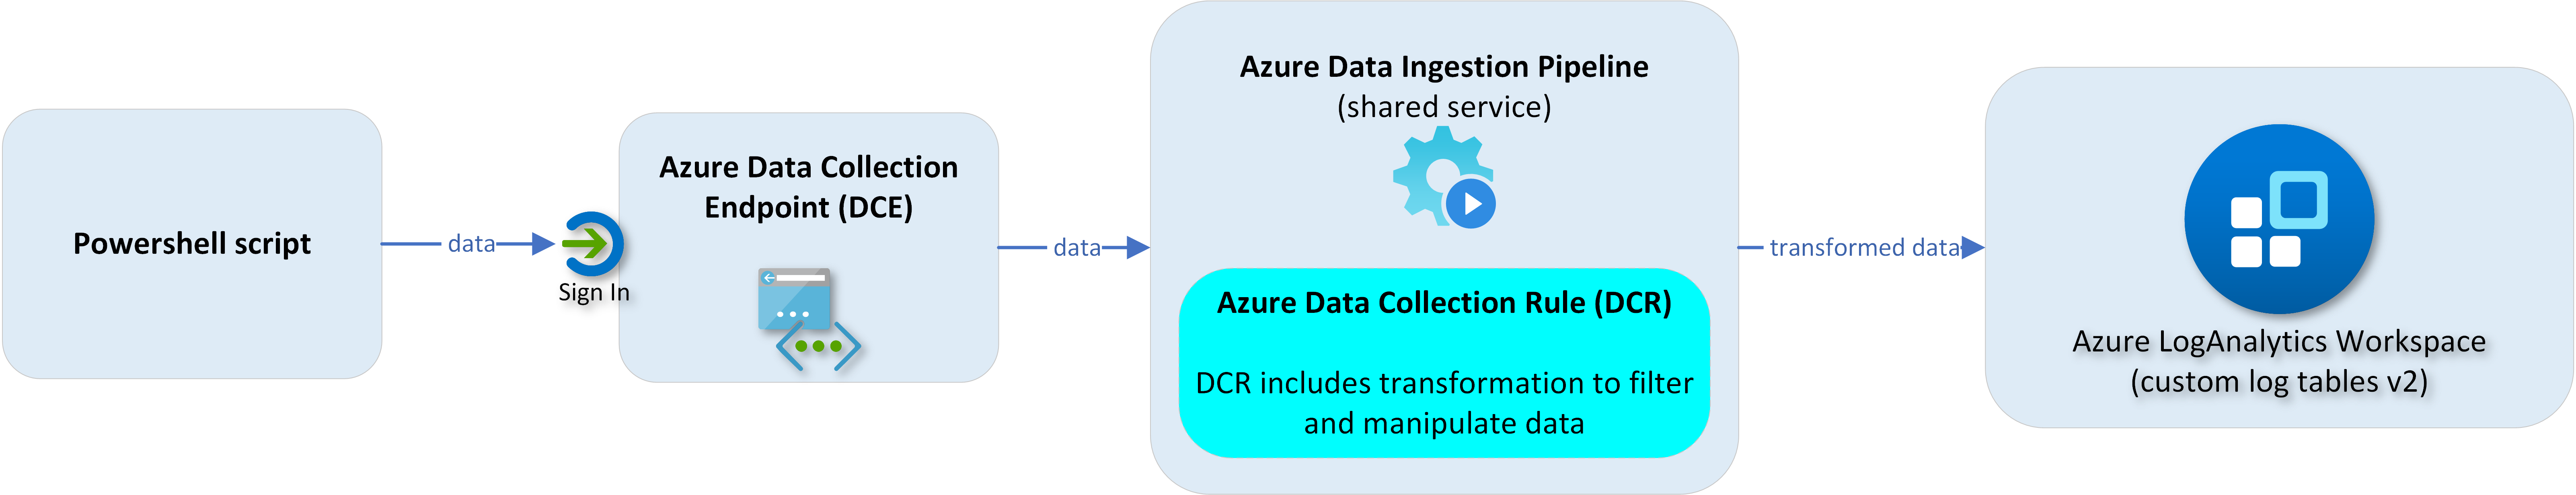 Powershell script
data
Sign In
Azure Data Collection
Endpoint (DCE)
data
Azure Data Ingestion Pipeline
(shared service)
Azure Data Collection Rule (DCR)
DCR includes transformation to filter
and manipulate data
transformed data
Azure LogAnalytics Workspace
(custom log tables v2)